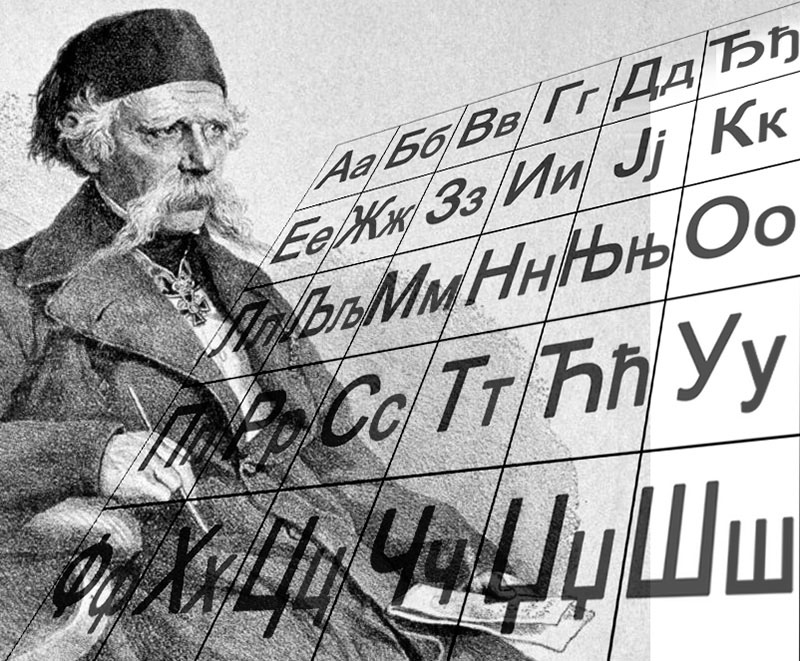 Аа Бб Вв Гг Дд Ђђ
Ее Жж Зз Ии Јј Кк
Лл Љљ Мм Нн Њњ Оо
Пп Рр Сс Тт Ћћ Уу
Фф Хх Цц Чч Џџ Шш